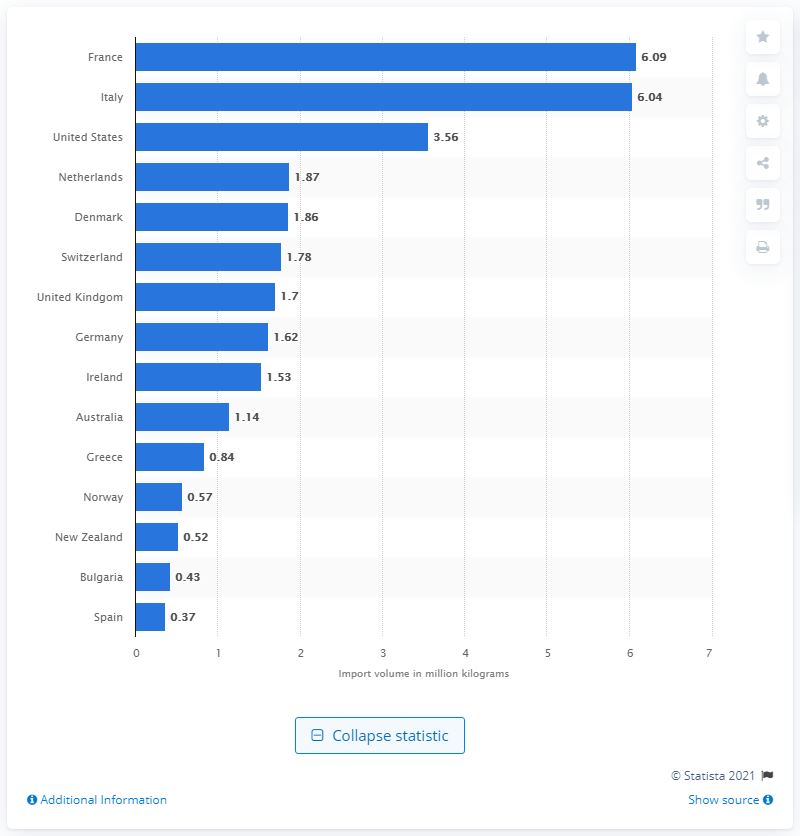 France 6.09
Italy 6.04
United States 3.56
Netherlands 1.87
Denmark 1.86
Switzerland 1.78
United Kindgom 1.7
Germany 1.62
Ireland 1.53
Australia 1.14
Greece 0.84
Norway 0.57
New Zealand 0.52
Bulgaria 0.43
Spain 0.37
0 1 2 3 4 5 6 7
Import volume in million kilograms
Collapse statistic
© Statista 2021
Additional Information
Show source